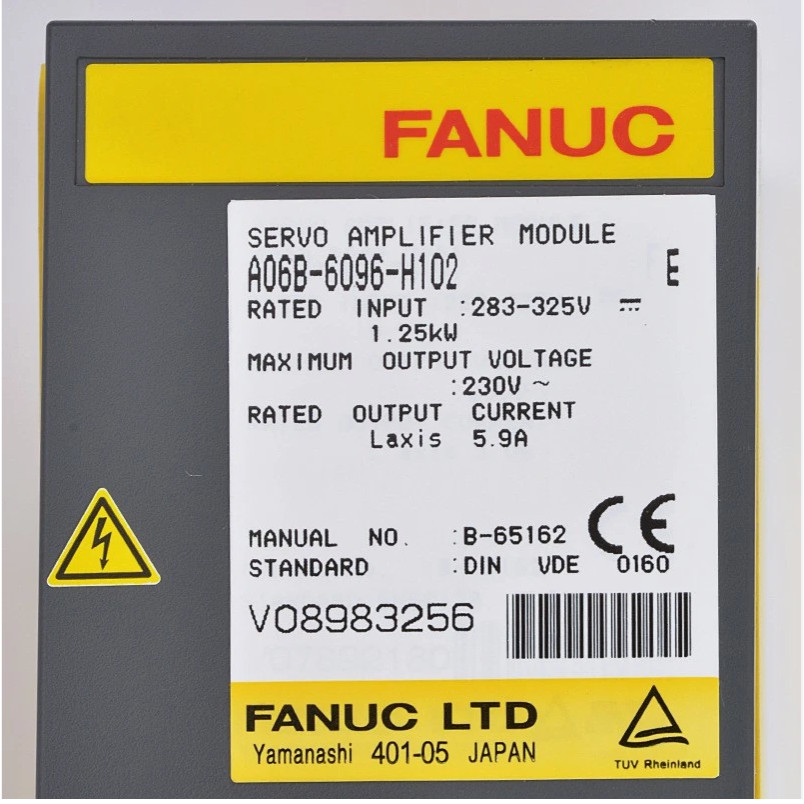 FANUC
SERVO AMPLIFIER MODULE
A06B-6096-H102 E
RATED INPUT :283-325V ⎓
1.25kW
MAXIMUM OUTPUT VOLTAGE
:230V ~
RATED OUTPUT CURRENT
Laxis 5.9A
MANUAL NO. :B-65162 CE
STANDARD :DIN VDE 0160
V08983256
FANUC LTD
Yamanashi 401-05 JAPAN
TUV Rheinland